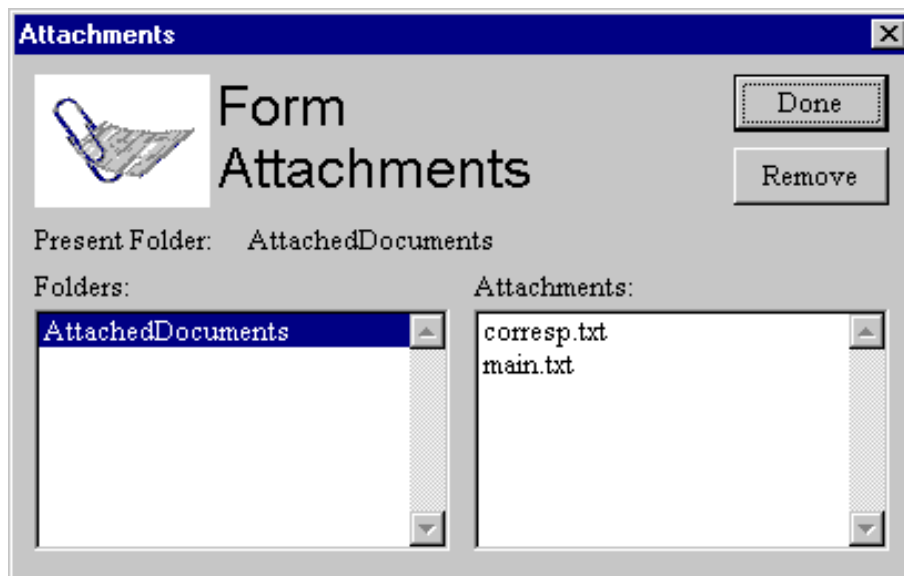 Attachments
Form
Attachments
Done
Remove
Present Folder: AttachedDocuments
Folders:
AttachedDocuments
Attachments:
corresp.txt
main.txt